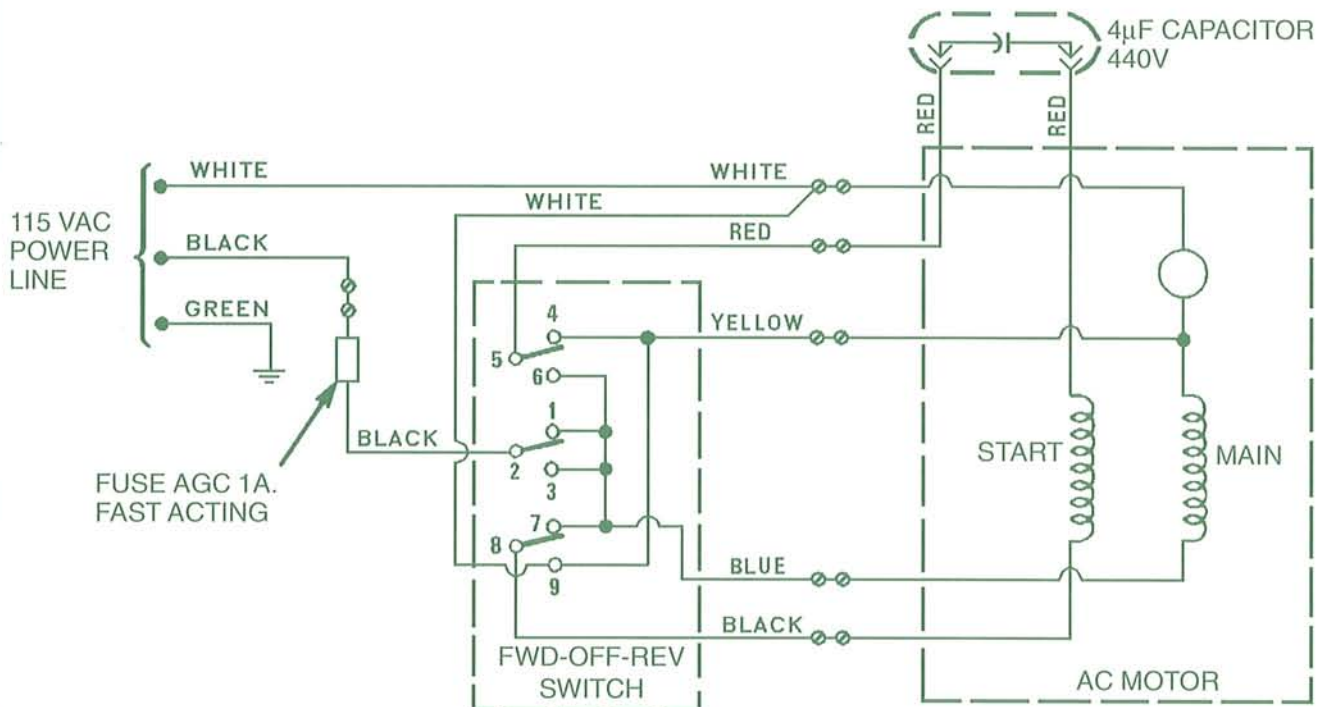 4µF CAPACITOR
440V
RED
RED
WHITE
WHITE
WHITE
RED
115 VAC
POWER
LINE
BLACK
GREEN
YELLOW
4
5
6
1
BLACK
2
3
7
8
9
START
MAIN
FUSE AGC 1A.
FAST ACTING
BLUE
BLACK
FWD-OFF-REV
SWITCH
AC MOTOR